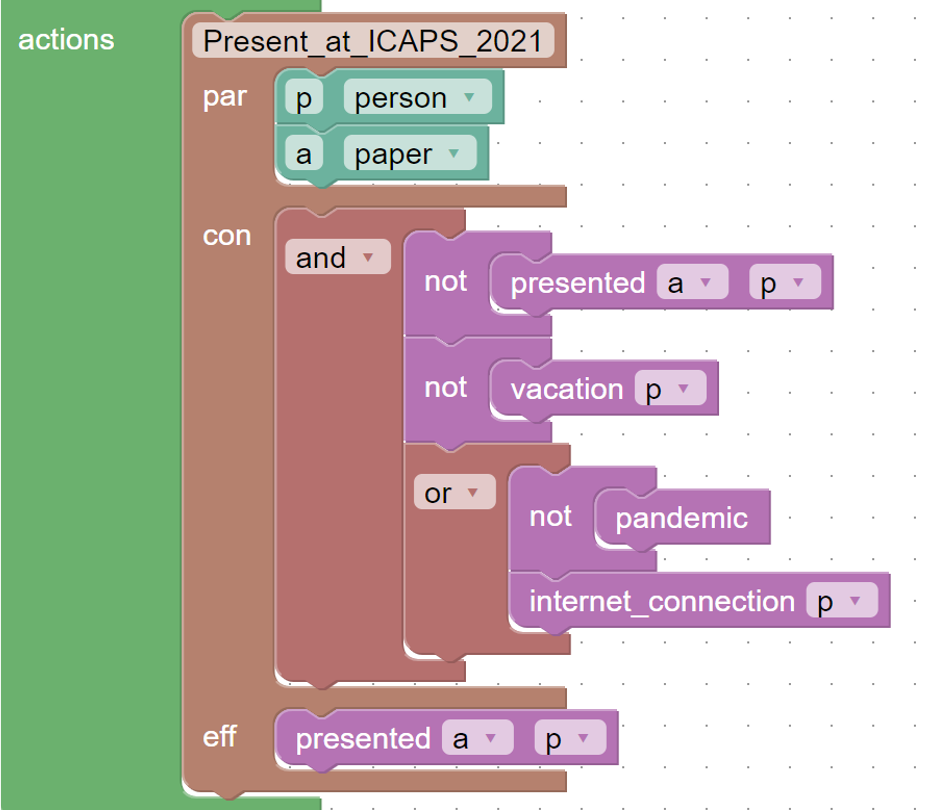 actions
Present_at_ICAPS_2021
par p person
a paper
con
and
not presented a p
not vacation p
or
not pandemic
internet_connection p
eff presented a p